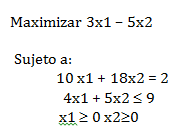 Maximizar 3x1 – 5x2
Sujeto a:
10 x1 + 18x2 = 2
4x1 + 5x2 ≤ 9
x1 ≥ 0 x2≥0